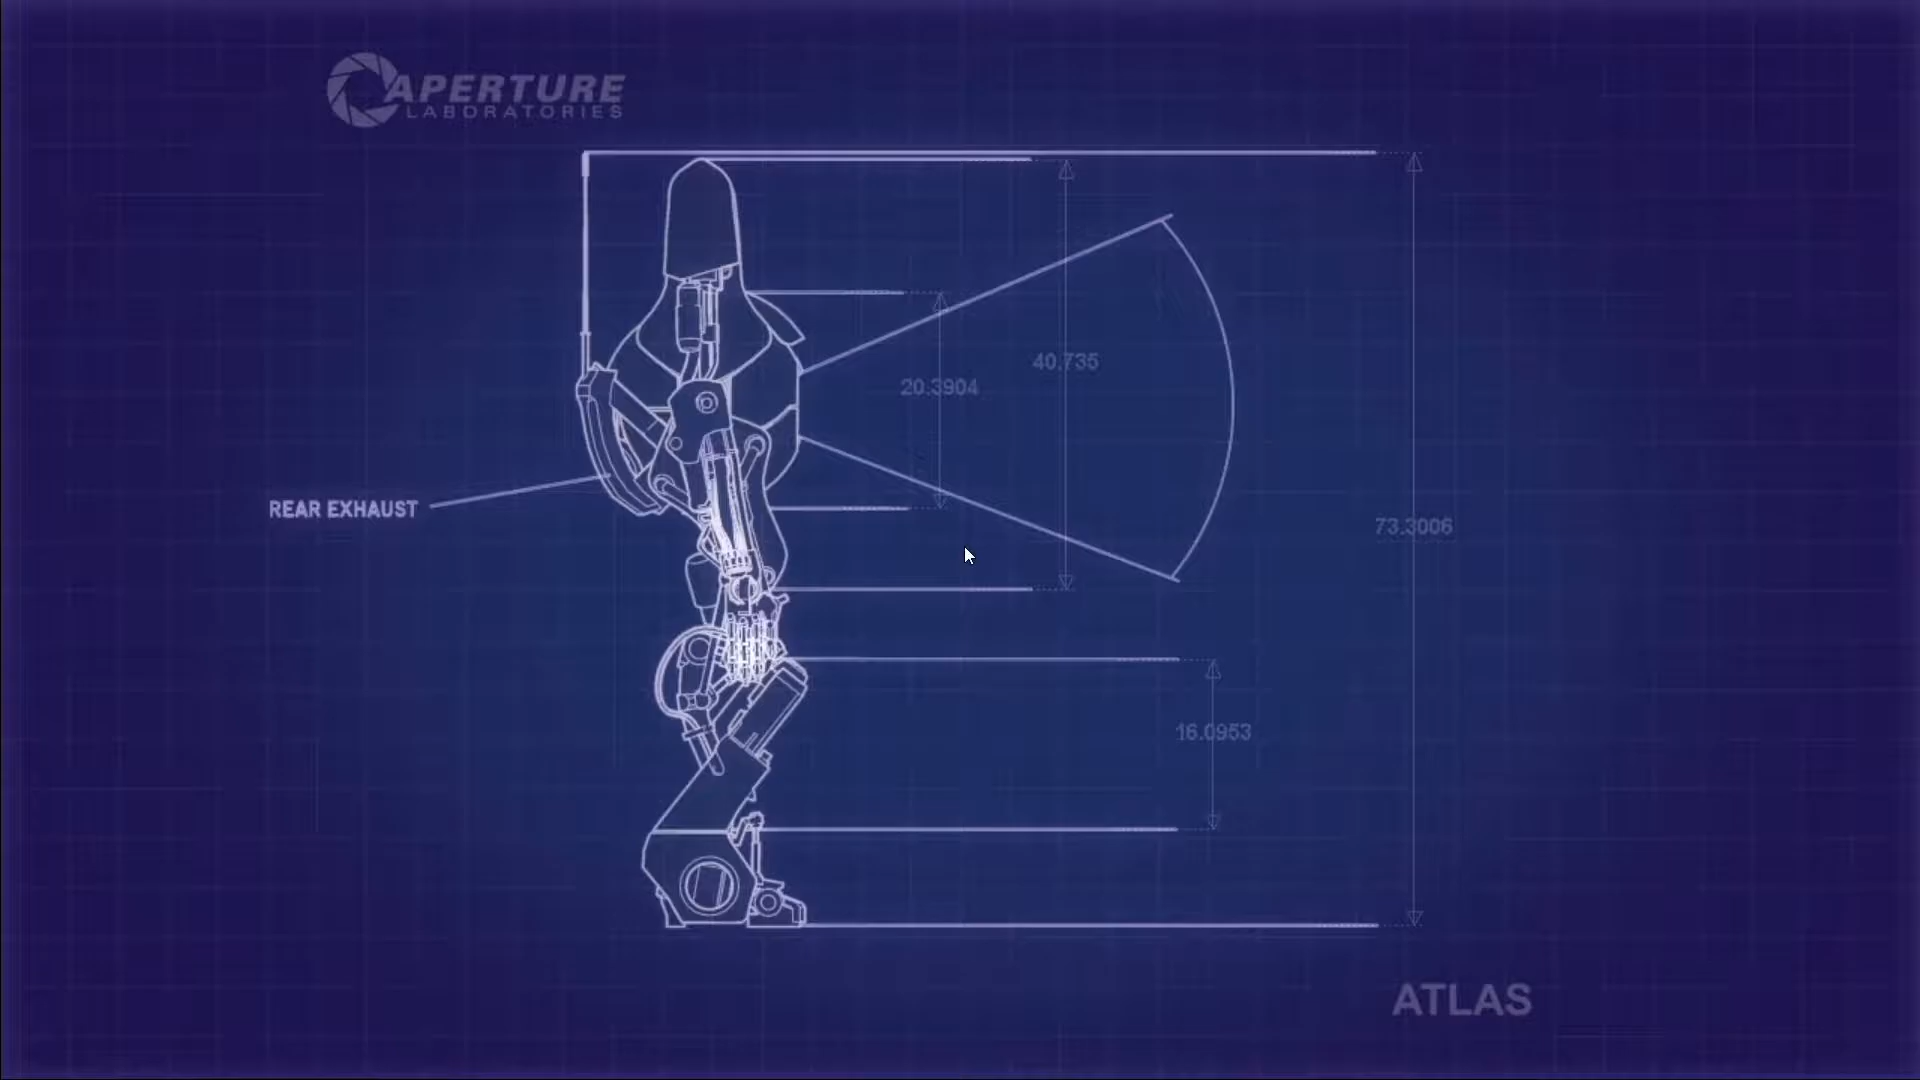 APERTURE
LABORATORIES
40.735
20.3904
REAR EXHAUST
73.3006
16.0953
ATLAS